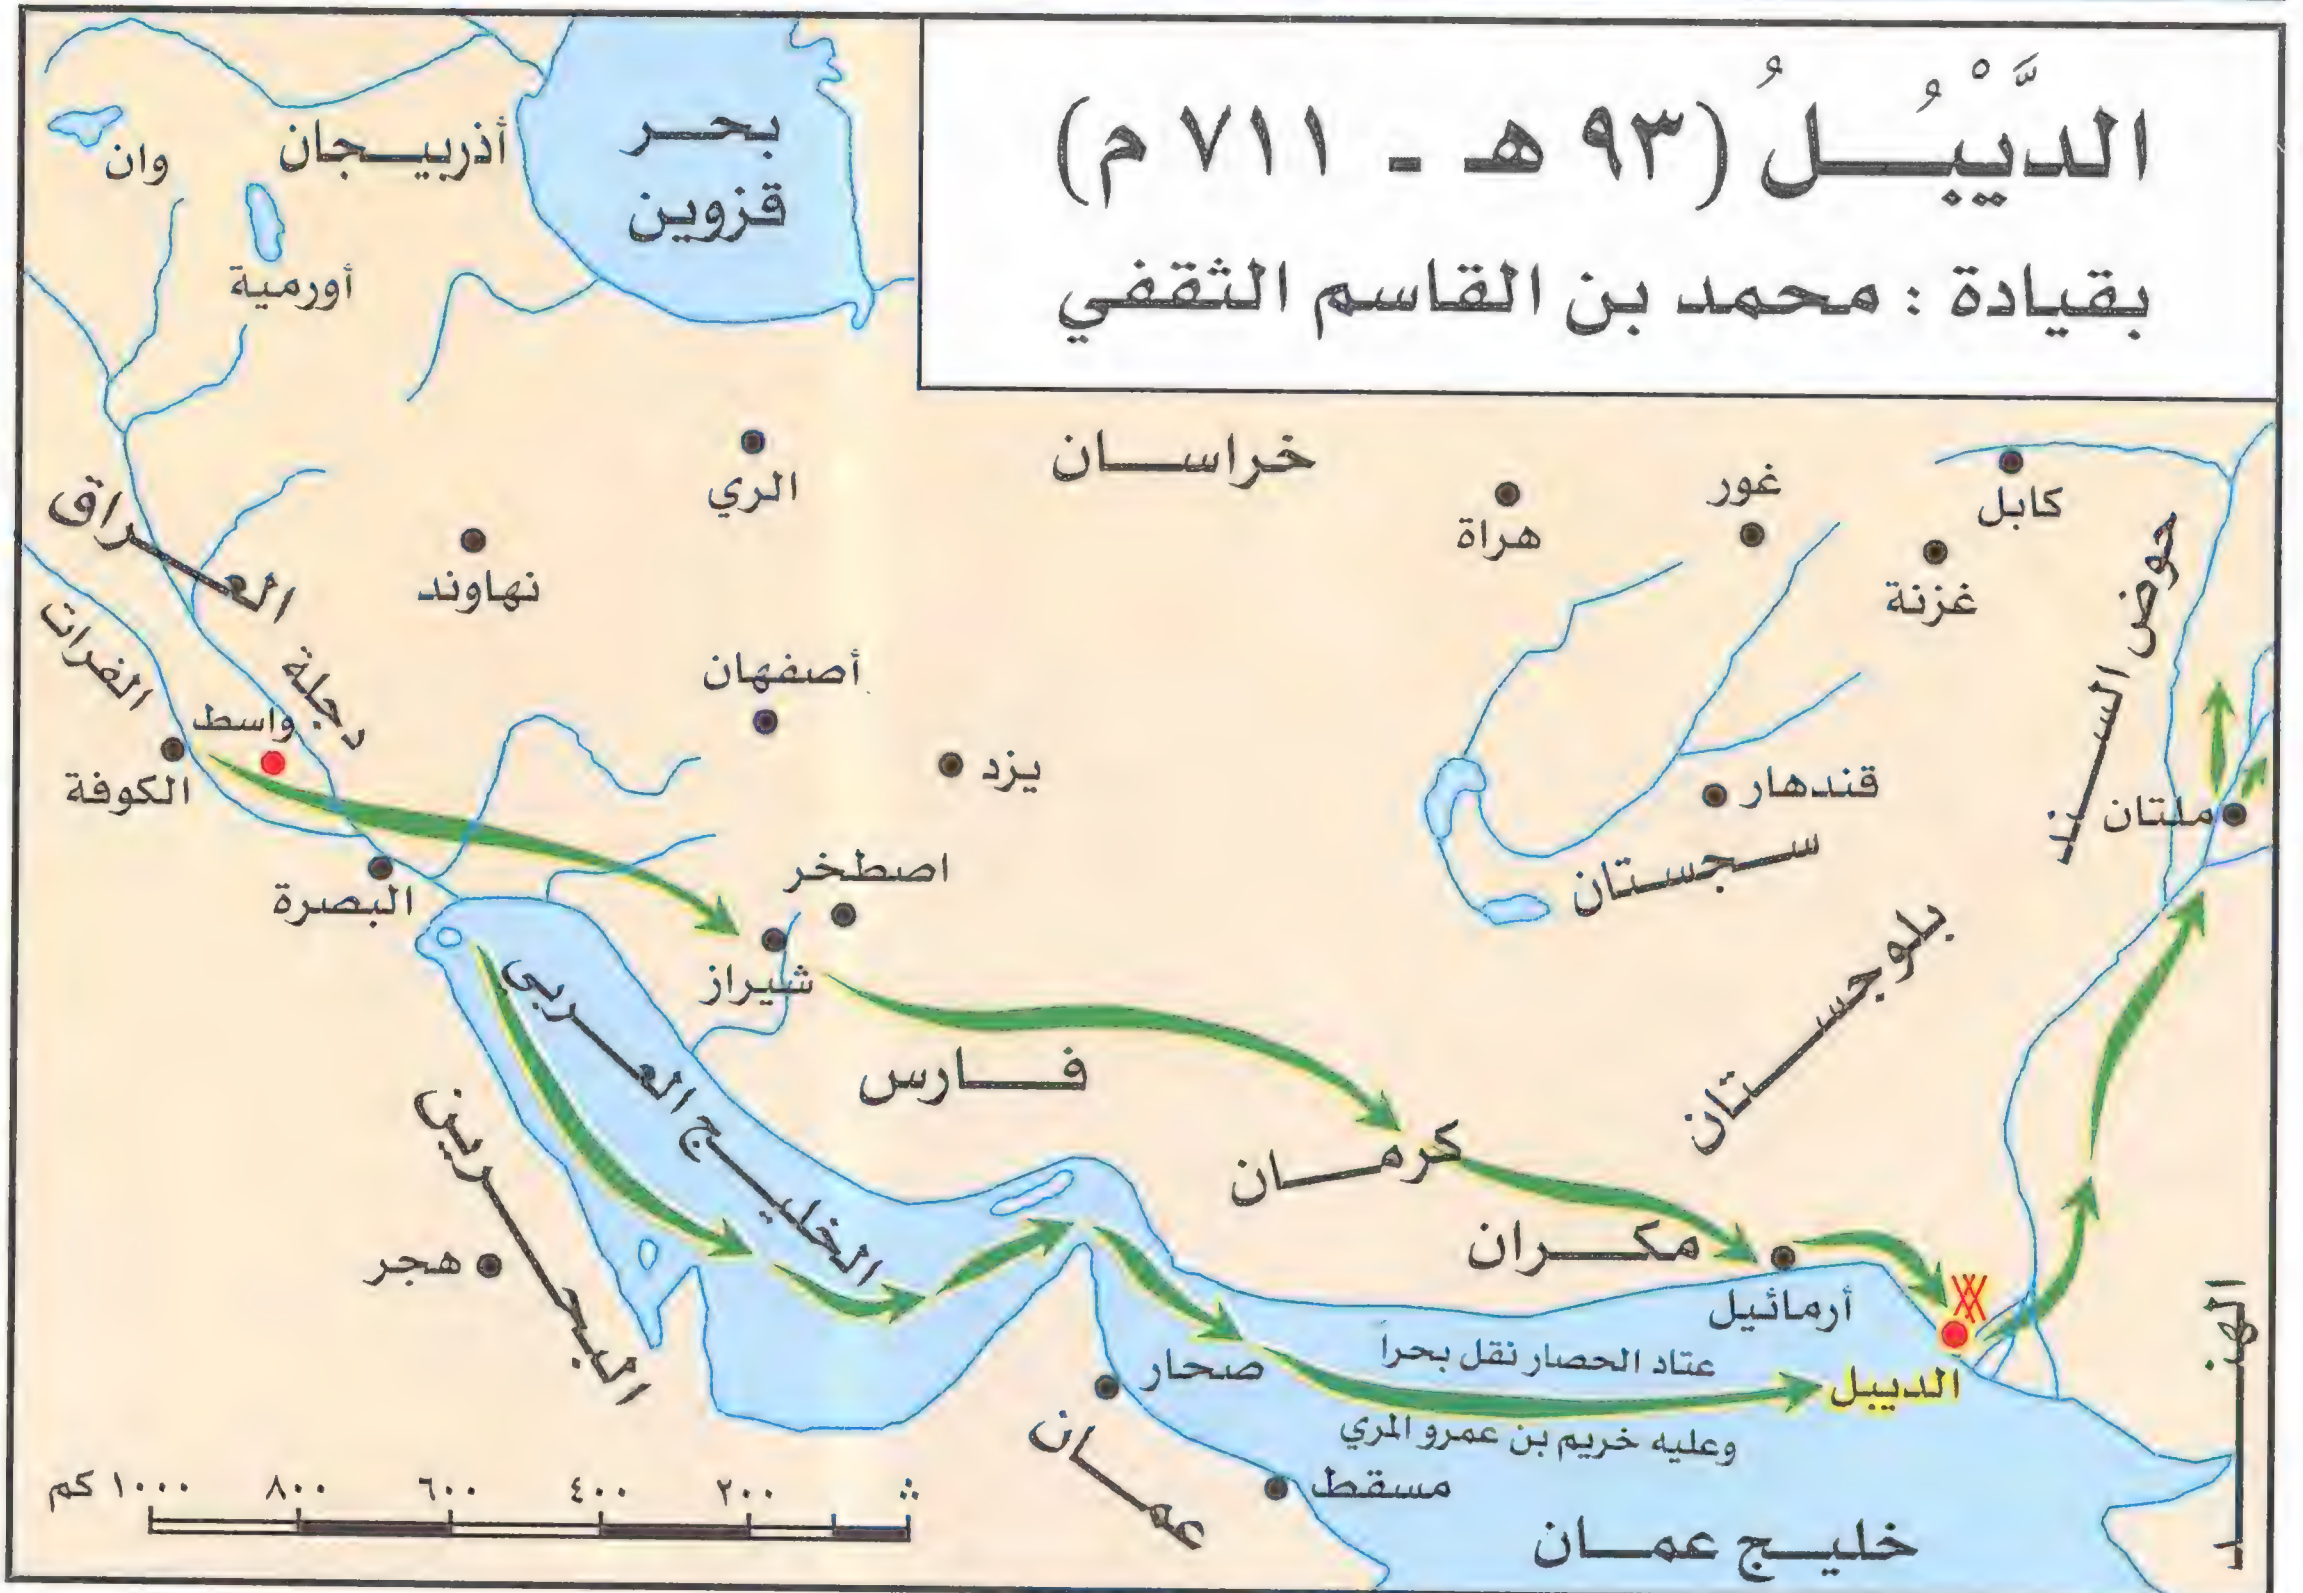 الدَّيْبُلُ (٩٣ هـ - ٧١١ م)
بقيادة : محمد بن القاسم الثقفي
بحر
قزوين
أذربيجان
وان
أورمية
خراسان
الري
نهاوند
هراة
غور
كابل
غزنة
حوض السند
العراق
الفرات
دجلة
أصفهان
واسط
الكوفة
يزد
قندهار
ملتان
سجستان
اصطخر
البصرة
شيراز
بلوجستان
الخليج العربي
فارس
كرمان
البحرين
هجر
مكران
أرمائيل
الهند
صحار
عتاد الحصار نقل بحراً
الديبل
وعليه خريم بن عمرو المري
عمان
مسقط
خليج عمان
١٠٠٠ كم ٨٠٠ ٦٠٠ ٤٠٠ ٢٠٠